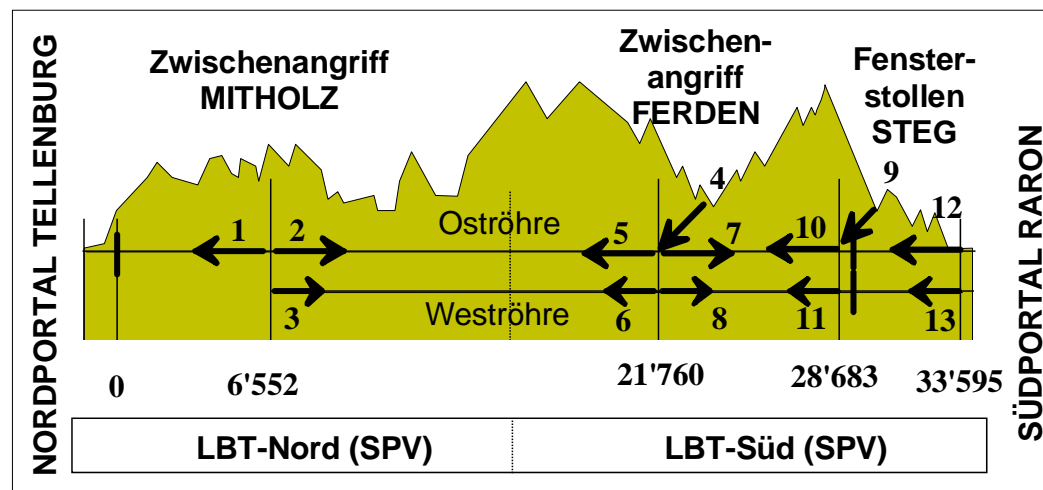 NORDPORTAL TELLENBURG
Zwischenangriff
MITHOLZ
Zwischen-
angriff
FERDEN
Fenster-
stollen
STEG
SÜDPORTAL RARON
4
9
12
1
2
Oströhre
5
7
10
3
Weströhre
6
8
11
13
0
6'552
21'760
28'683
33'595
LBT-Nord (SPV)
LBT-Süd (SPV)